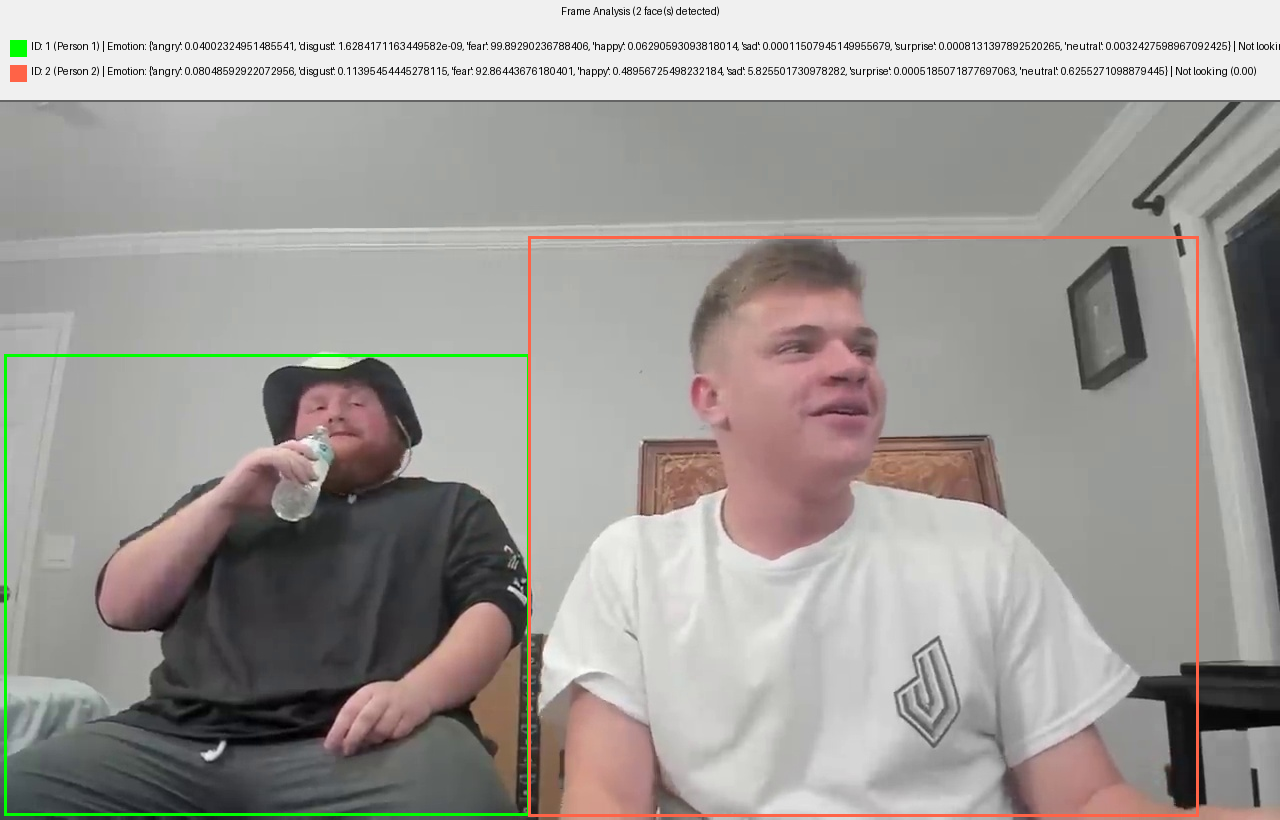 Frame Analysis (2 face(s) detected)
ID: 1 (Person 1) | Emotion: {'angry': 0.04002324951485541, 'disgust': 1.6284171163449582e-09, 'fear': 99.89290236788406, 'happy': 0.06290593093818014, 'sad': 0.00011507945149955679, 'surprise': 0.0008131397892520265, 'neutral': 0.0032427598967092425} | Not lookin
ID: 2 (Person 2) | Emotion: {'angry': 0.08048592922072956, 'disgust': 0.11395454445278115, 'fear': 92.86443676180401, 'happy': 0.48956725498232184, 'sad': 5.825501730978282, 'surprise': 0.0005185071877697063, 'neutral': 0.6255271098879445} | Not looking (0.00)